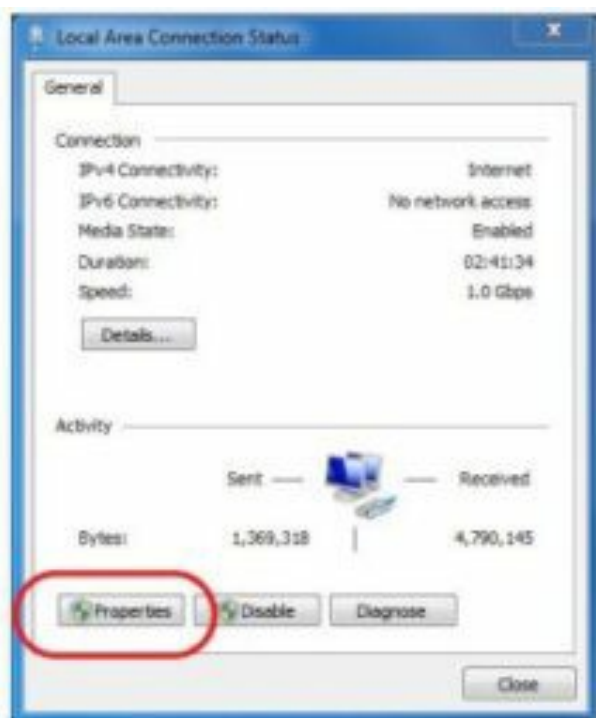 Local Area Connection Status
General
Connection
IPv4 Connectivity: Internet
IPv6 Connectivity: No network access
Media State: Enabled
Duration: 02:41:34
Speed: 1.0 Gbps
Details...
Activity
Sent Received
Bytes: 1,369,318 4,790,145
Properties Disable Diagnose
Close